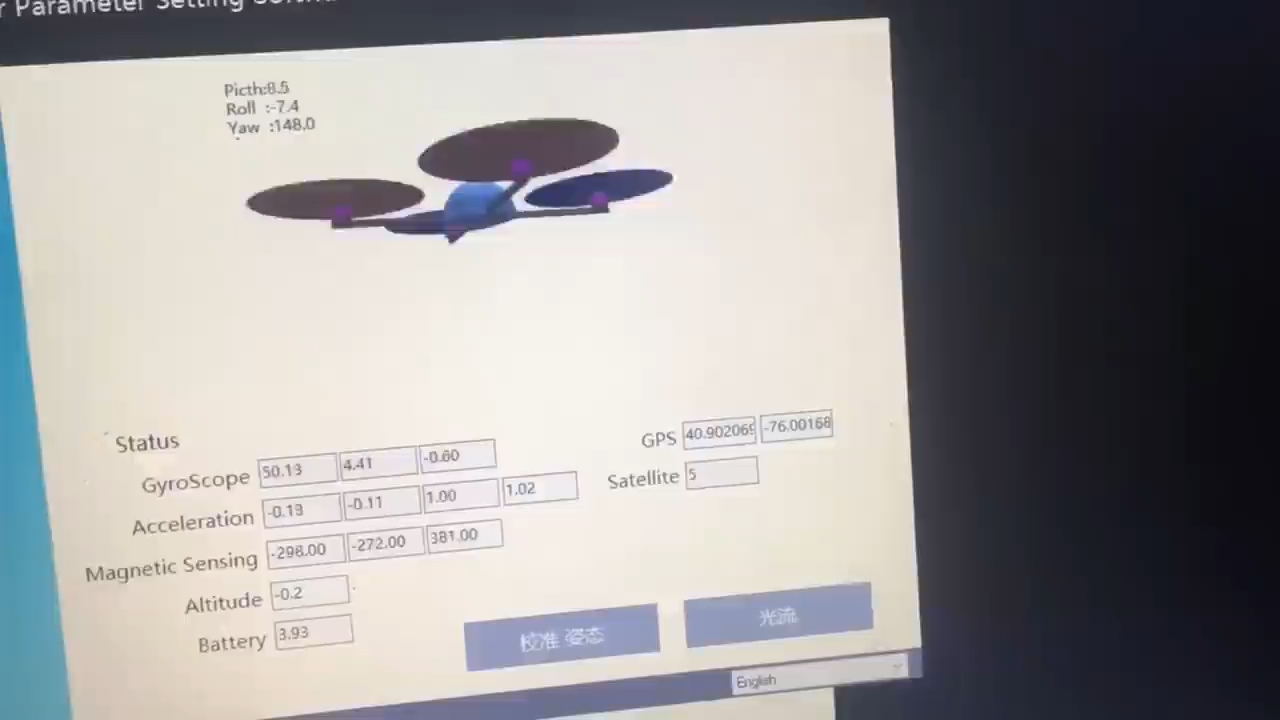 r Parameter Setting Softw
Picth:8.5
Roll :-7.4
Yaw :148.0
Status
GyroScope 50.13 4.41 -0.60
Acceleration -0.13 -0.11 1.00 1.02
Magnetic Sensing -298.00 -272.00 381.00
Altitude -0.2
Battery 3.93
GPS 40.902069 -76.00168
Satellite 5
校准 姿态
光流
English